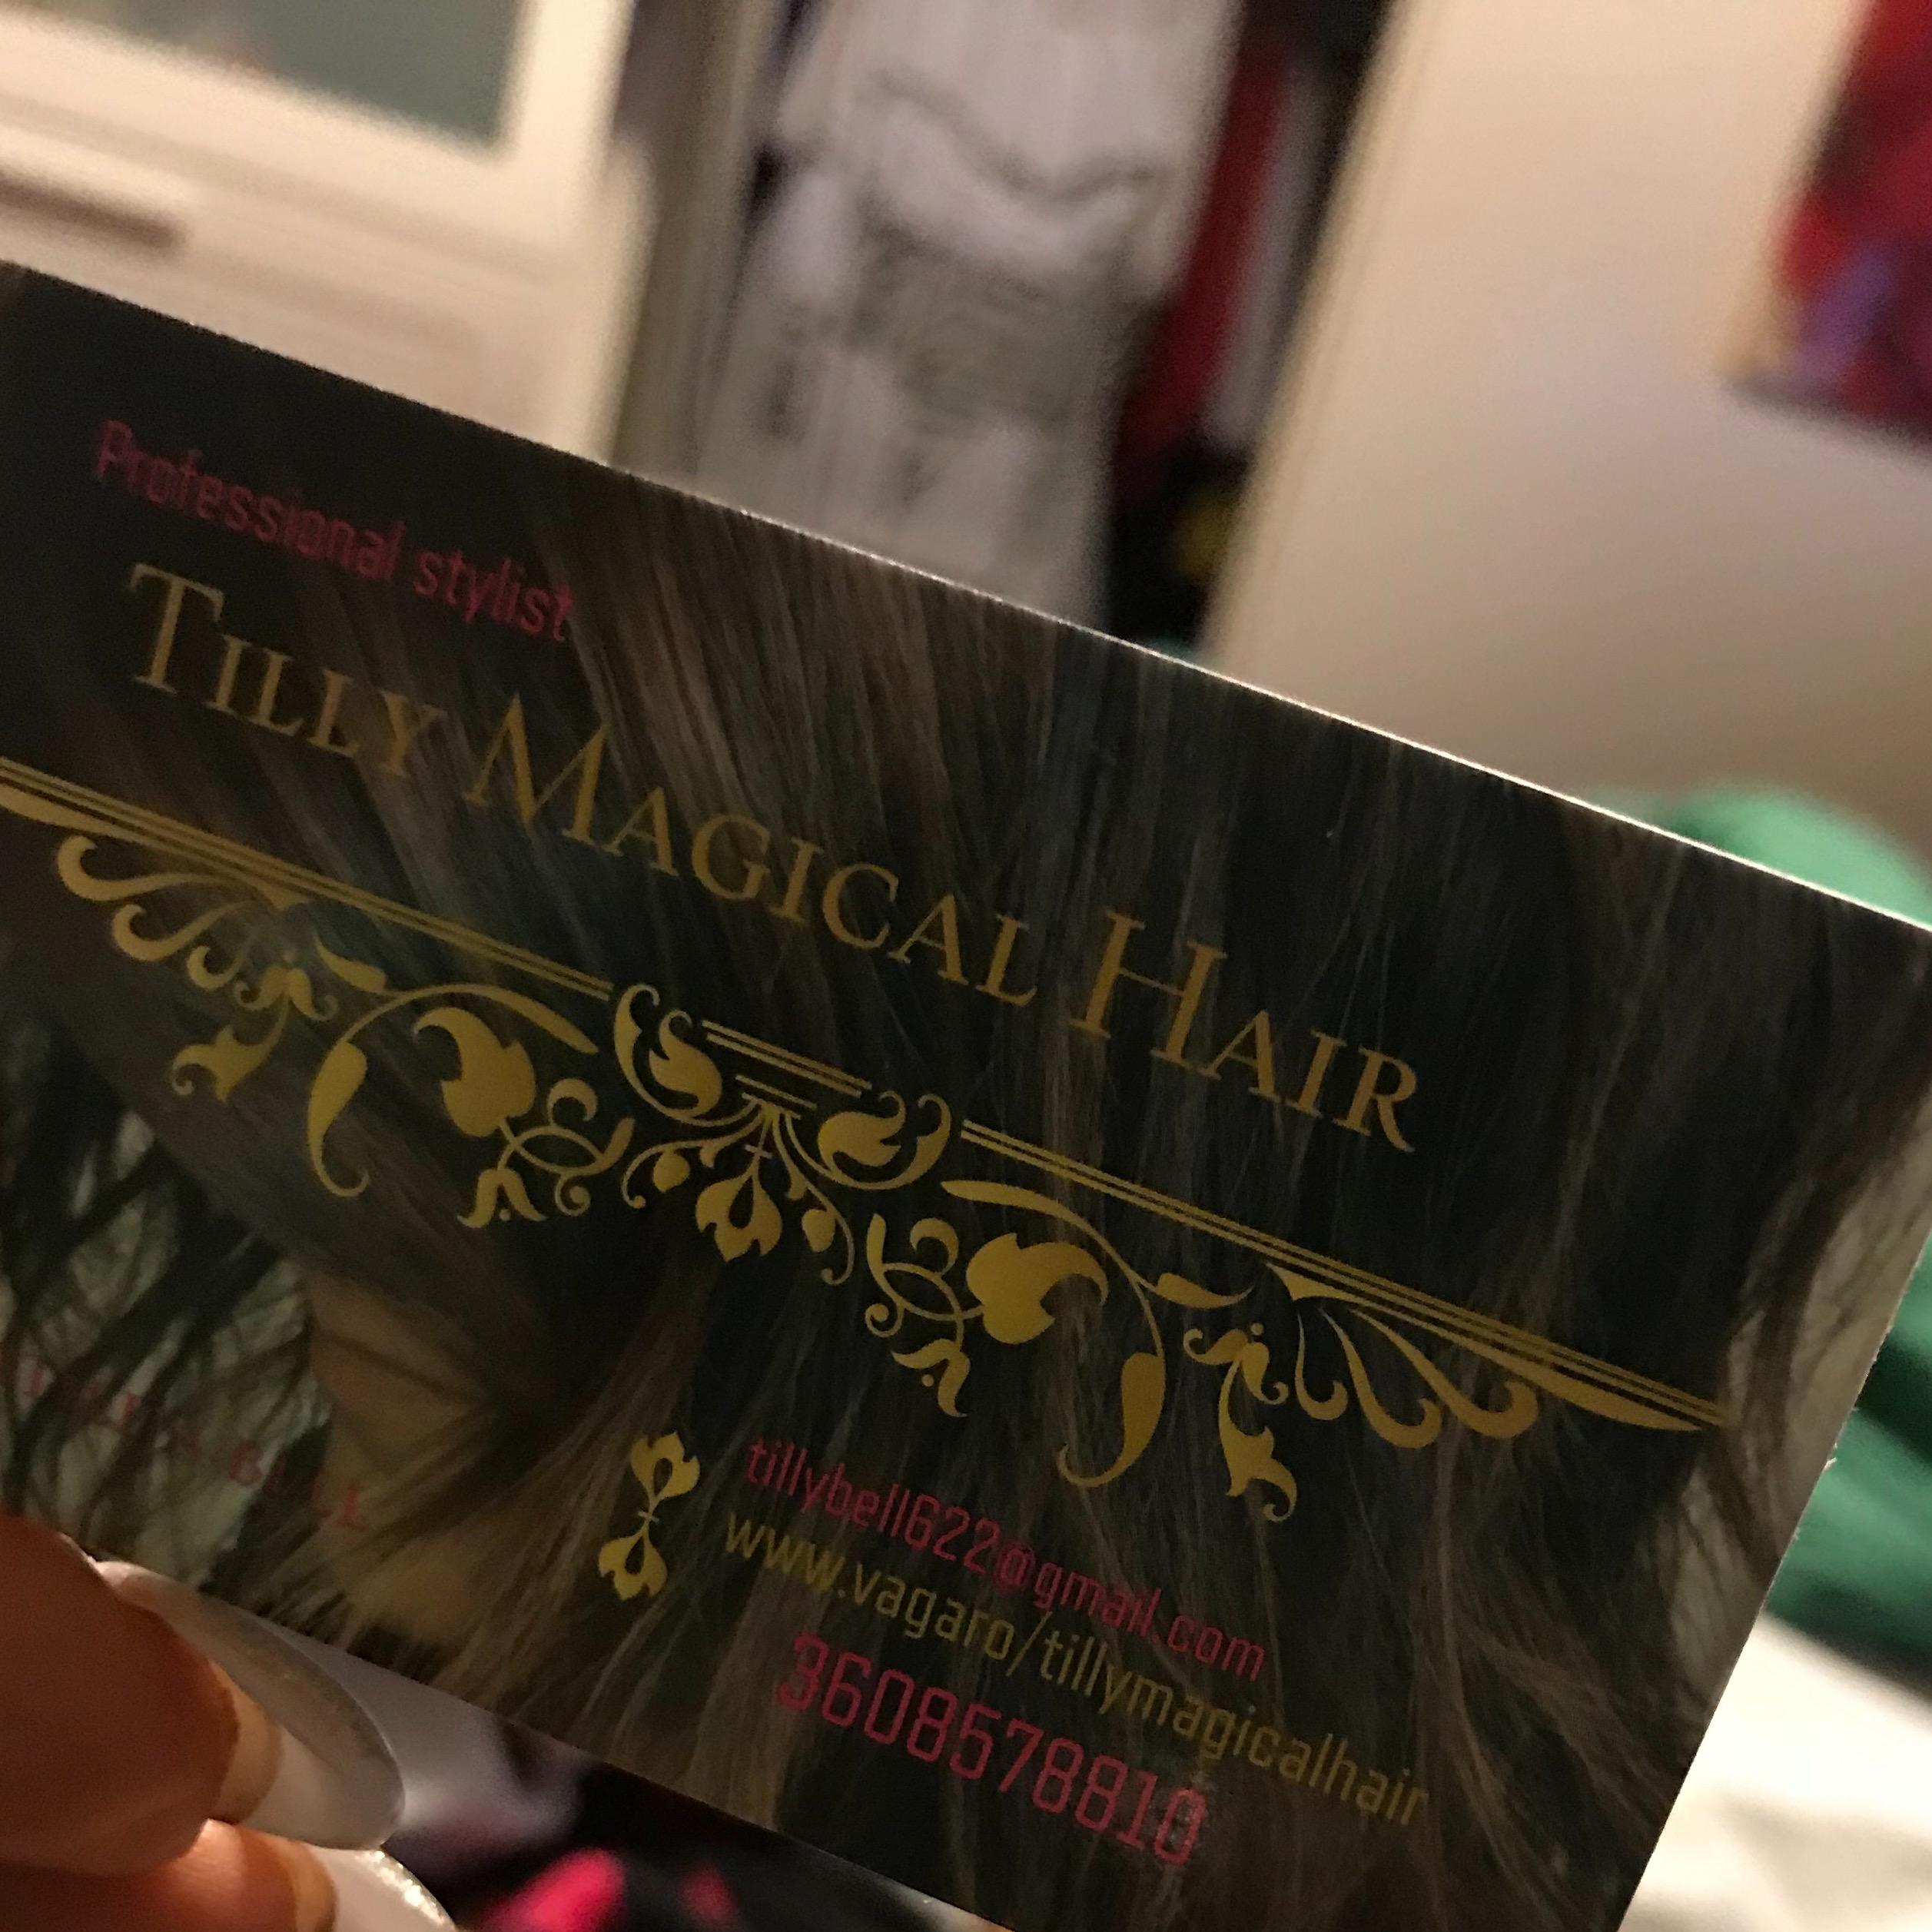 Professional stylist
TILLY MAGICAL HAIR
tillybell622@gmail.com
www.vagaro/tillymagicalhair
3608578810